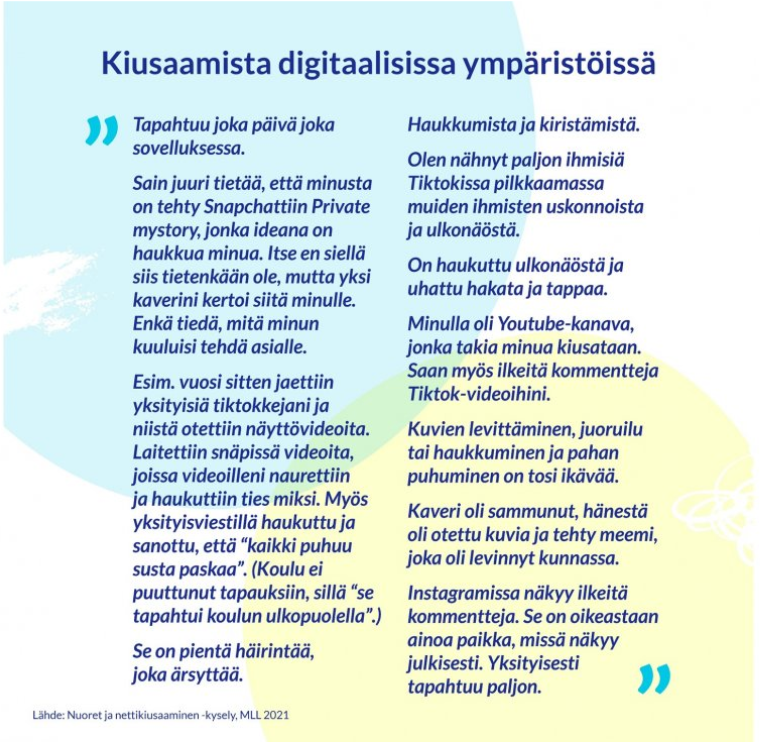 Kiusaamista digitaalisissa ympäristöissä
”
Tapahtuu joka päivä joka
sovelluksessa.
Sain juuri tietää, että minusta
on tehty Snapchattiin Private
mystory, jonka ideana on
haukkua minua. Itse en siellä
siis tietenkään ole, mutta yksi
kaverini kertoi siitä minulle.
Enkä tiedä, mitä minun
kuuluisi tehdä asialle.
Esim. vuosi sitten jaettiin
yksityisiä tiktokkejani ja
niistä otettiin näyttövideoita.
Laitettiin snäpissä videoita,
joissa videoilleni naurettiin
ja haukuttiin ties miksi. Myös
yksityisviestillä haukuttu ja
sanottu, että “kaikki puhuu
susta paskaa”. (Koulu ei
puuttunut tapauksiin, sillä “se
tapahtui koulun ulkopuolella”.)
Se on pientä häirintää,
joka ärsyttää.
Haukkumista ja kiristämistä.
Olen nähnyt paljon ihmisiä
Tiktokissa pilkkaamassa
muiden ihmisten uskonnoista
ja ulkonäöstä.
On haukuttu ulkonäöstä ja
uhattu hakata ja tappaa.
Minulla oli Youtube-kanava,
jonka takia minua kiusataan.
Saan myös ilkeitä kommentteja
Tiktok-videoihini.
Kuvien levittäminen, juoruilu
tai haukkuminen ja pahan
puhuminen on tosi ikävää.
Kaveri oli sammunut, hänestä
oli otettu kuvia ja tehty meemi,
joka oli levinnyt kunnassa.
Instagramissa näkyy ilkeitä
kommentteja. Se on oikeastaan
ainoa paikka, missä näkyy
julkisesti. Yksityisesti
tapahtuu paljon.
”
Lähde: Nuoret ja nettikiusaaminen -kysely, MLL 2021